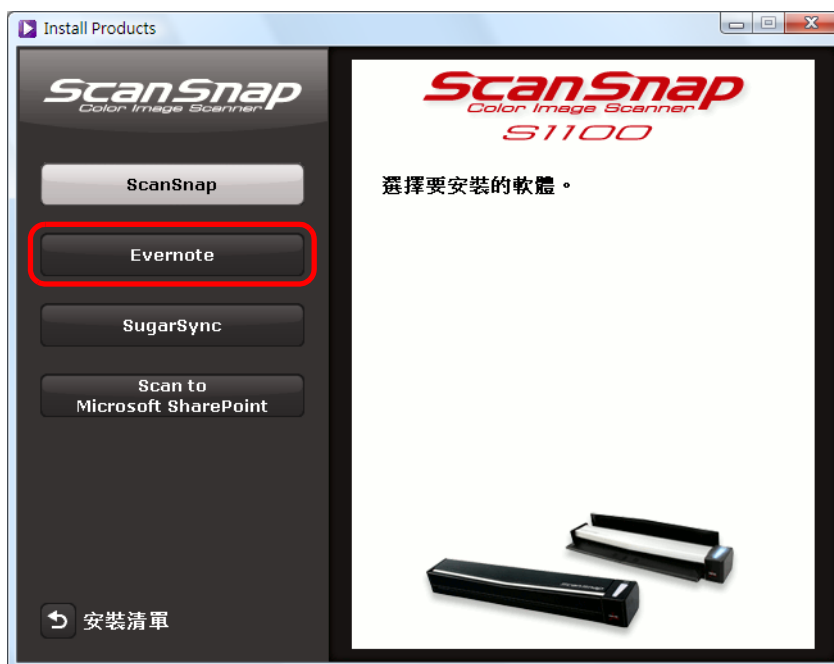 Install Products
ScanSnap
Color Image Scanner
ScanSnap
Evernote
SugarSync
Scan to
Microsoft SharePoint
安裝清單
ScanSnap
Color Image Scanner
S1100
選擇要安裝的軟體。
ScanSnap